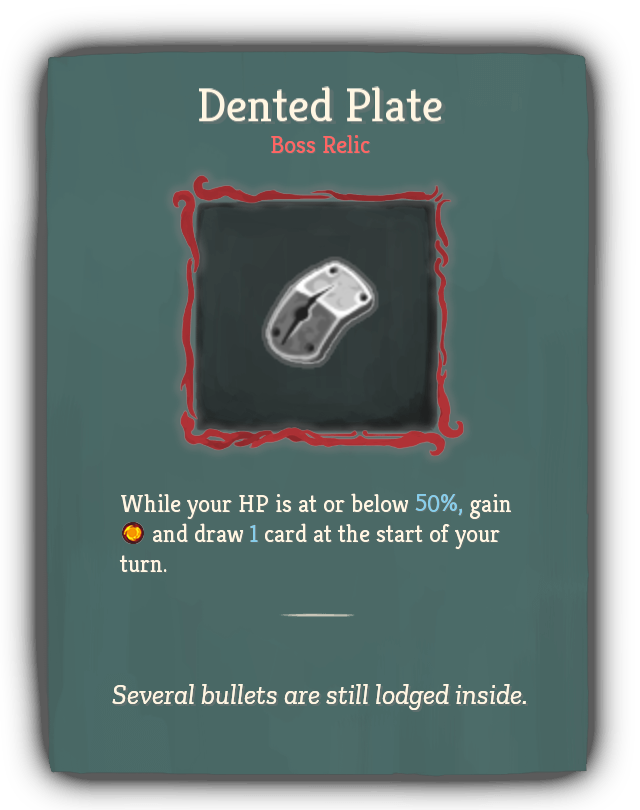 Dented Plate
Boss Relic
While your HP is at or below 50%, gain
and draw 1 card at the start of your
turn.
Several bullets are still lodged inside.